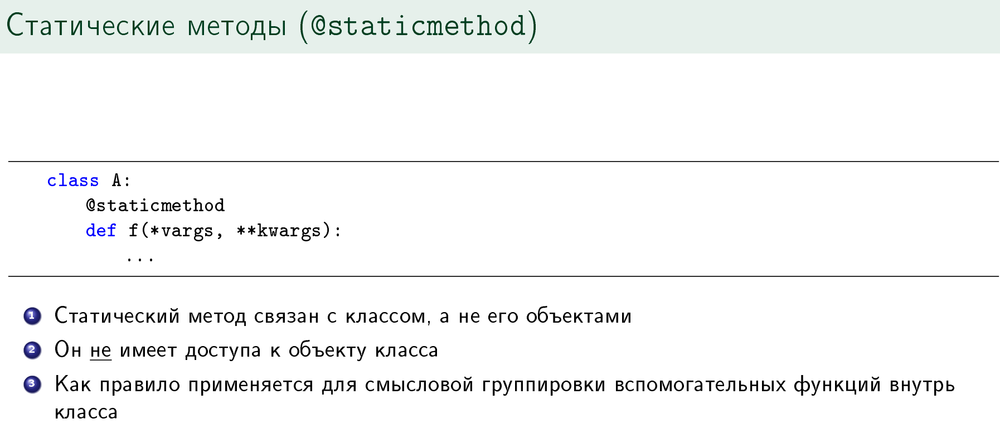 Статические методы (@staticmethod)
class A:
@staticmethod
def f(*vargs, **kwargs):
...
1 Статический метод связан с классом, а не его объектами
2 Он не имеет доступа к объекту класса
3 Как правило применяется для смысловой группировки вспомогательных функций внутрь
класса